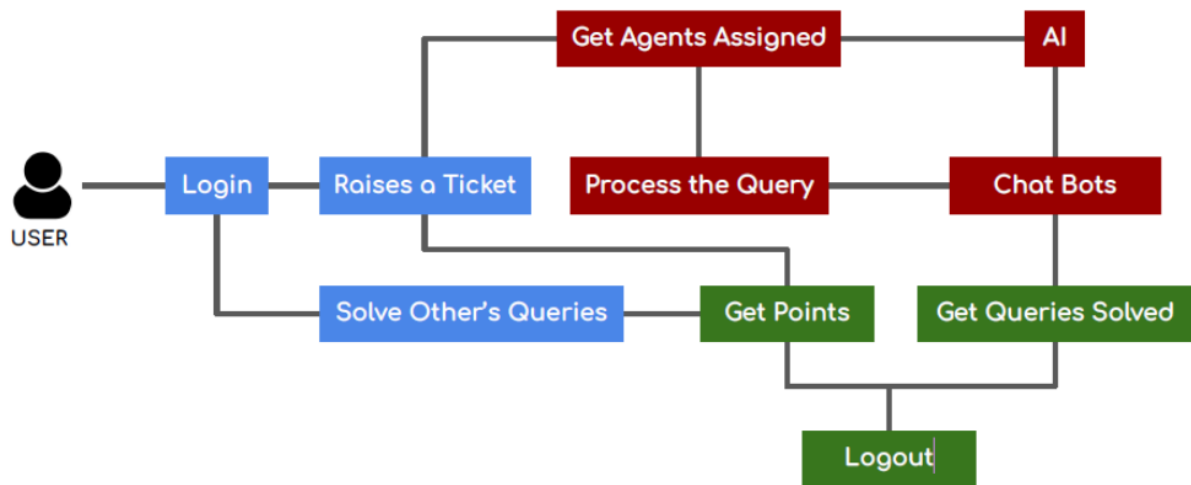 Get Agents Assigned
AI
Login
Raises a Ticket
Process the Query
Chat Bots
USER
Solve Other's Queries
Get Points
Get Queries Solved
Logout